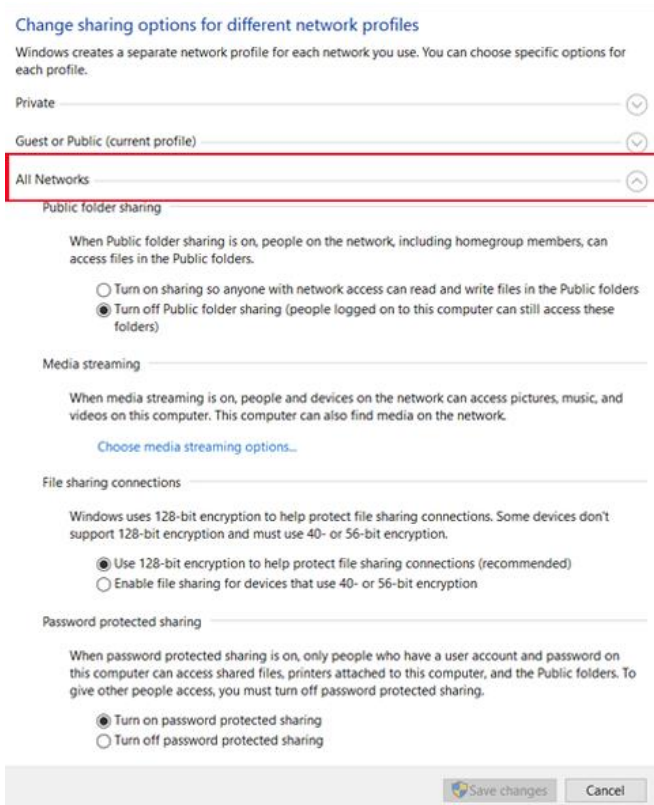 Change sharing options for different network profiles
Windows creates a separate network profile for each network you use. You can choose specific options for
each profile.
Private
Guest or Public (current profile)
All Networks
Public folder sharing
When Public folder sharing is on, people on the network, including homegroup members, can
access files in the Public folders.
Turn on sharing so anyone with network access can read and write files in the Public folders
Turn off Public folder sharing (people logged on to this computer can still access these
folders)
Media streaming
When media streaming is on, people and devices on the network can access pictures, music, and
videos on this computer. This computer can also find media on the network.
Choose media streaming options...
File sharing connections
Windows uses 128-bit encryption to help protect file sharing connections. Some devices don't
support 128-bit encryption and must use 40- or 56-bit encryption.
Use 128-bit encryption to help protect file sharing connections (recommended)
Enable file sharing for devices that use 40- or 56-bit encryption
Password protected sharing
When password protected sharing is on, only people who have a user account and password on
this computer can access shared files, printers attached to this computer, and the Public folders. To
give other people access, you must turn off password protected sharing.
Turn on password protected sharing
Turn off password protected sharing
Save changes
Cancel